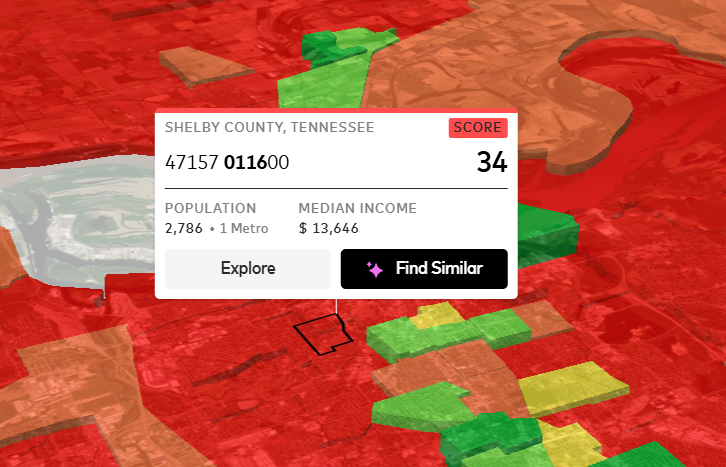 SHELBY COUNTY, TENNESSEE SCORE
47157 011600 34
POPULATION MEDIAN INCOME
2,786 • 1 Metro $ 13,646
Explore Find Similar